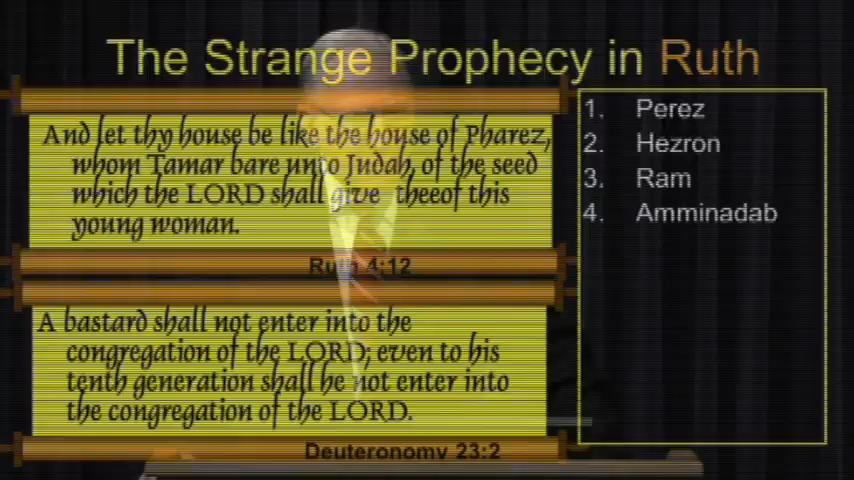 The Strange Prophecy in Ruth
And let thy house be like the house of Pharez,
whom Tamar bare unto Judah, of the seed
which the LORD shall give theeof this
young woman.
Ruth 4:12
A bastard shall not enter into the
congregation of the LORD; even to his
tenth generation shall he not enter into
the congregation of the LORD.
Deuteronomy 23:2
1. Perez
2. Hezron
3. Ram
4. Amminadab